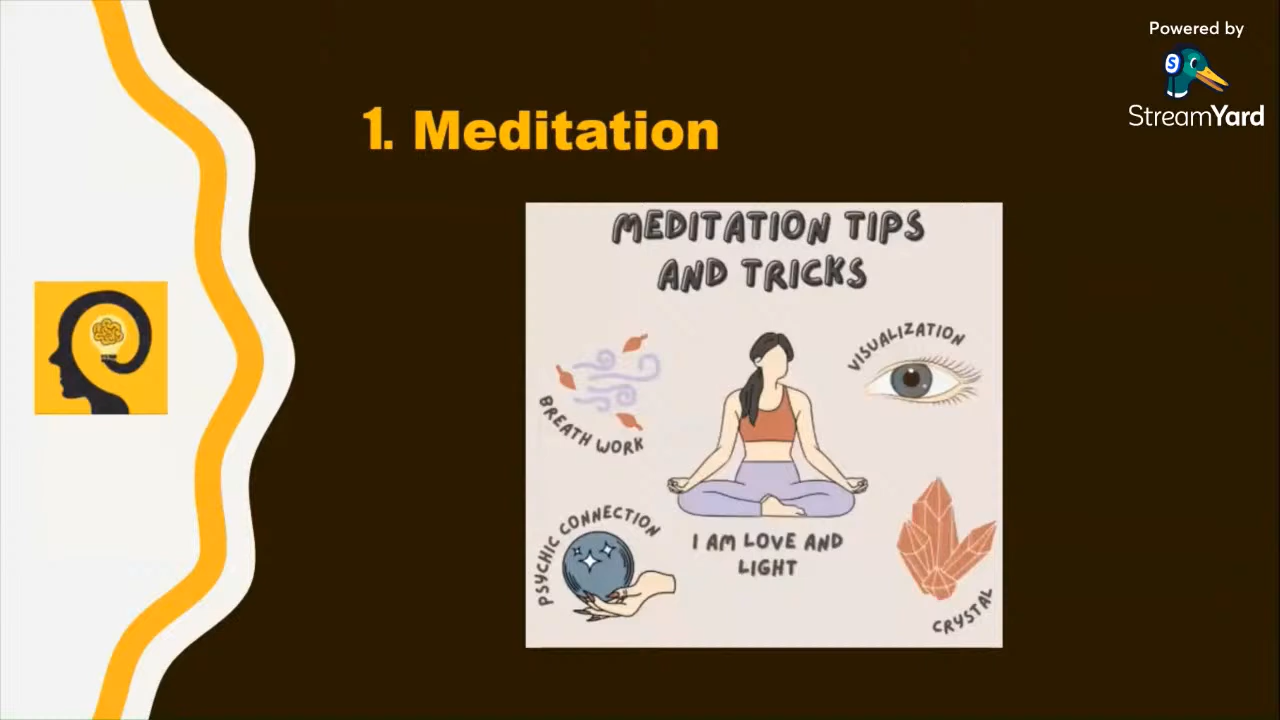 Powered by
StreamYard
1. Meditation
MEDITATION TIPS
AND TRICKS
VISUALIZATION
BREATH WORK
PSYCHIC CONNECTION
I AM LOVE AND
LIGHT
CRYSTAL
S